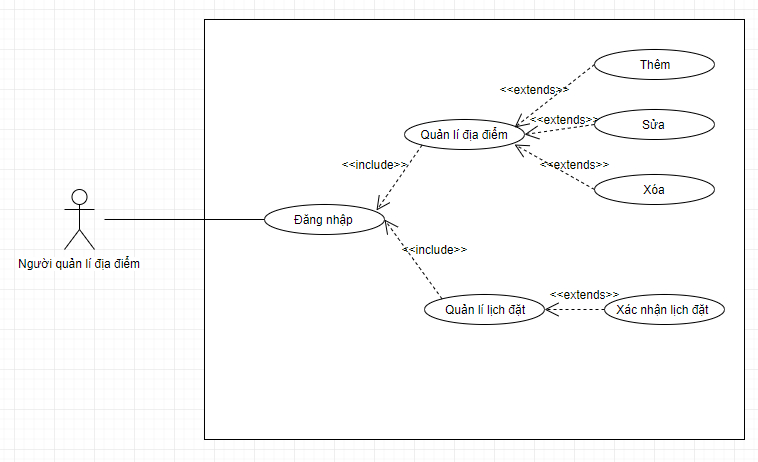 Thêm
<<extends>>
<<extends>>
Sửa
Quản lí địa điểm
<<include>>
<<extends>>
Xóa
Đăng nhập
<<include>>
Người quản lí địa điểm
<<extends>>
Quản lí lịch đặt
Xác nhận lịch đặt